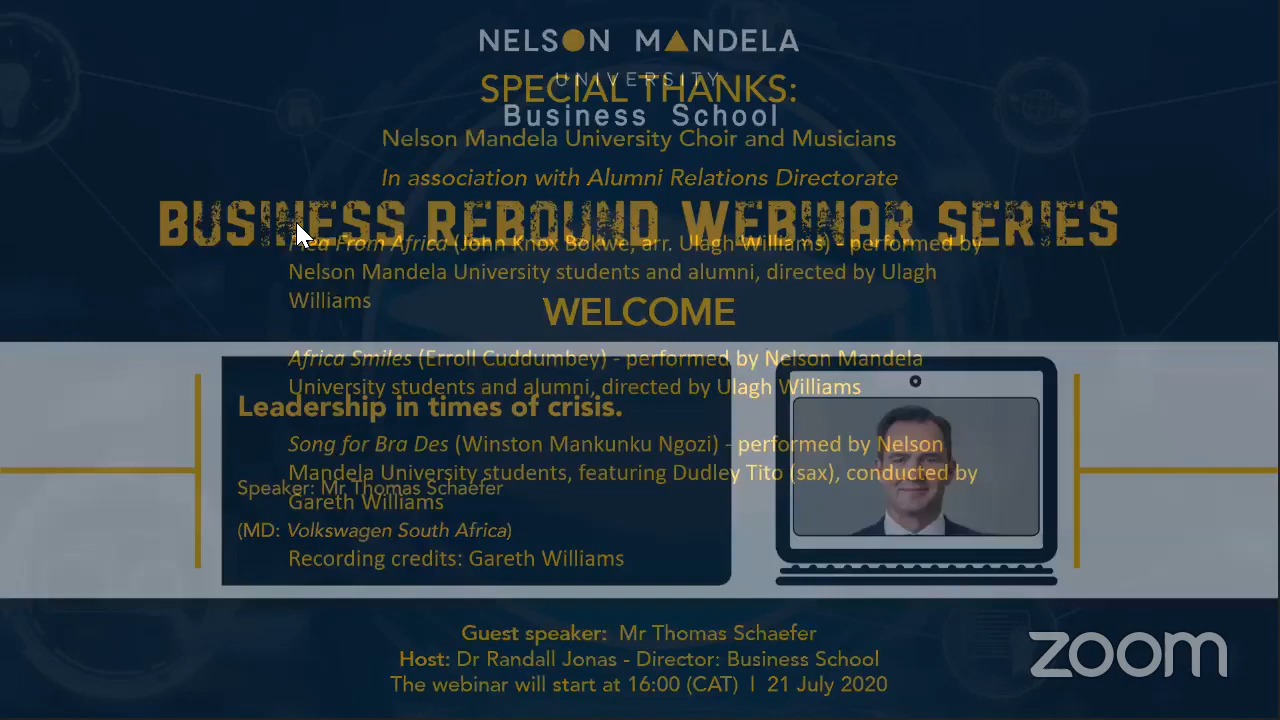 NELSON MANDELA
UNIVERSITY
SPECIAL THANKS:
Business School
Nelson Mandela University Choir and Musicians
In association with Alumni Relations Directorate
BUSINESS REBOUND WEBINAR SERIES
Plea From Africa (John Knox Bokwe, arr. Ulagh Williams) - performed by
Nelson Mandela University students and alumni, directed by Ulagh
Williams
WELCOME
Africa Smiles (Erroll Cuddumbey) - performed by Nelson Mandela
University students and alumni, directed by Ulagh Williams
Leadership in times of crisis.
Song for Bra Des (Winston Mankunku Ngozi) - performed by Nelson
Mandela University students, featuring Dudley Tito (sax), conducted by
Speaker: Mr Thomas Schaefer
Gareth Williams
(MD: Volkswagen South Africa)
Recording credits: Gareth Williams
Guest speaker: Mr Thomas Schaefer
Host: Dr Randall Jonas - Director: Business School
The webinar will start at 16:00 (CAT) | 21 July 2020
zoom